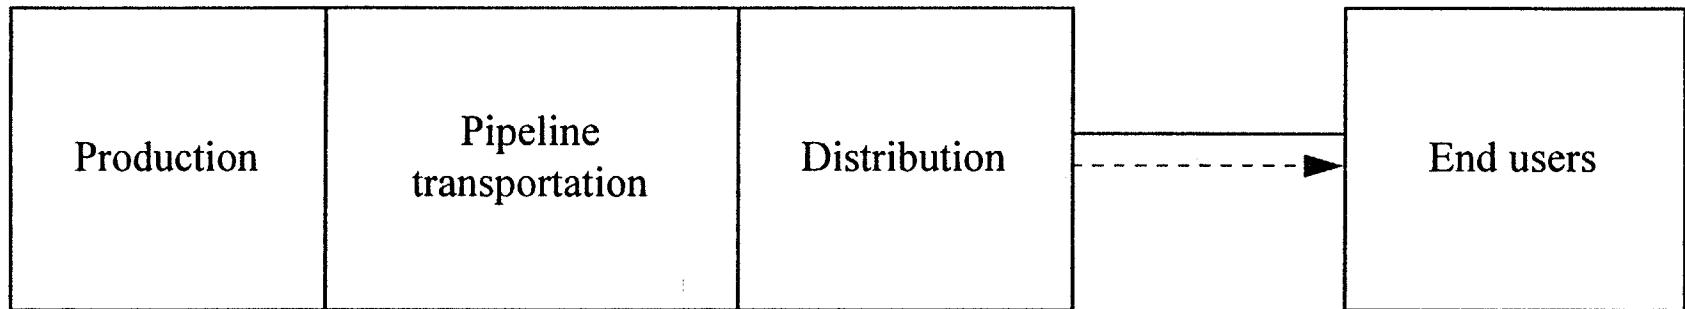 Production
Pipeline
transportation
Distribution
End users